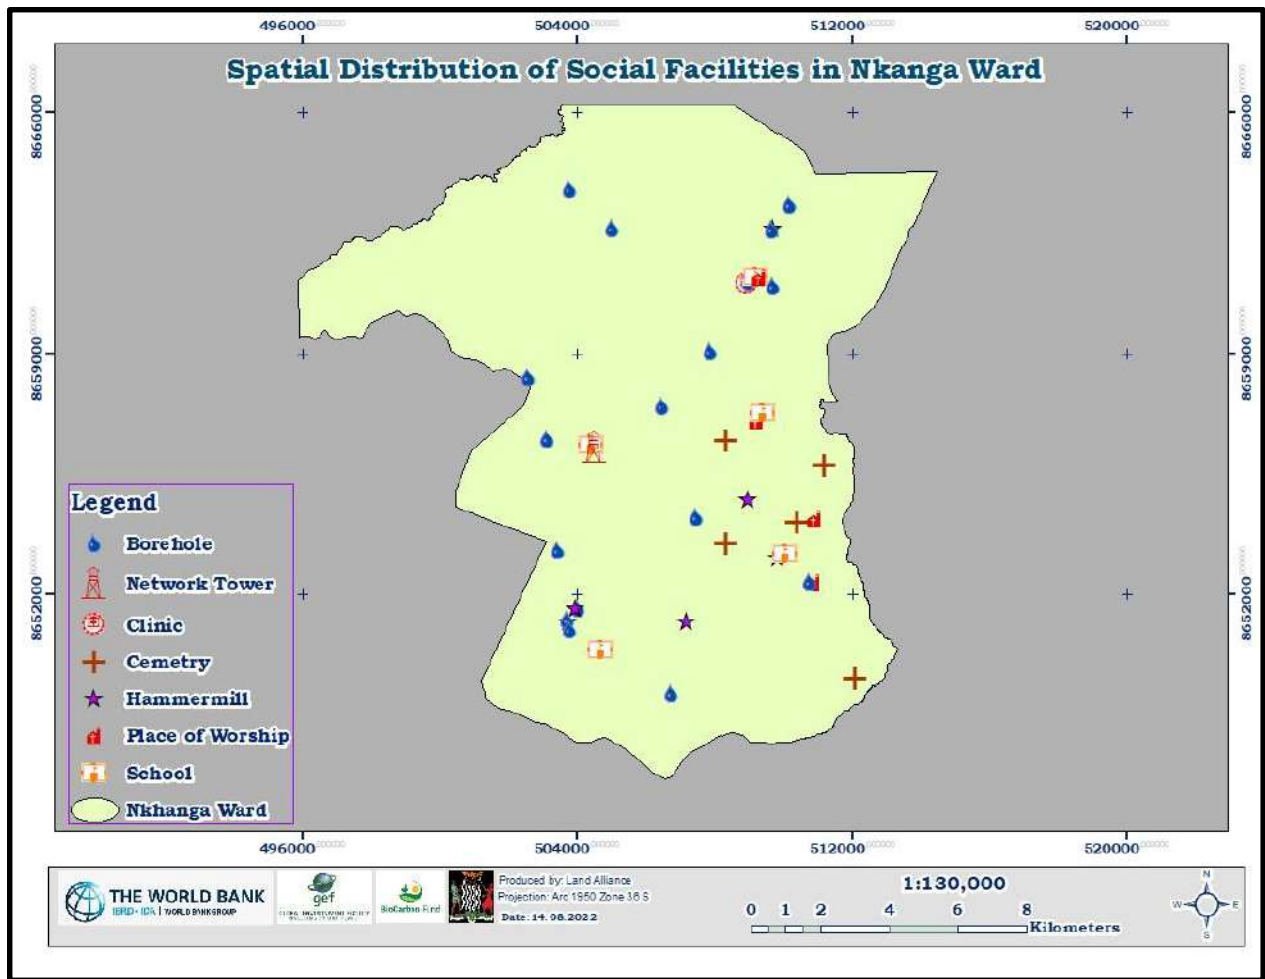 496000 504000 512000 520000
Spatial Distribution of Social Facilities in Nkanga Ward
8666000 8666000
8659000 8659000
8652000 8652000
Legend
Borehole
Network Tower
Clinic
Cemetry
Hammermill
Place of Worship
School
Nkhanga Ward
496000 504000 512000 520000
THE WORLD BANK
IBRD • IDA | WORLD BANK GROUP
gef
BioCarbon Fund
Produced by: Land Alliance
Projection: Arc 1950 Zone 36 S
Date: 14.08.2022
1:130,000
0 1 2 4 6 8
Kilometers
N
W E
S